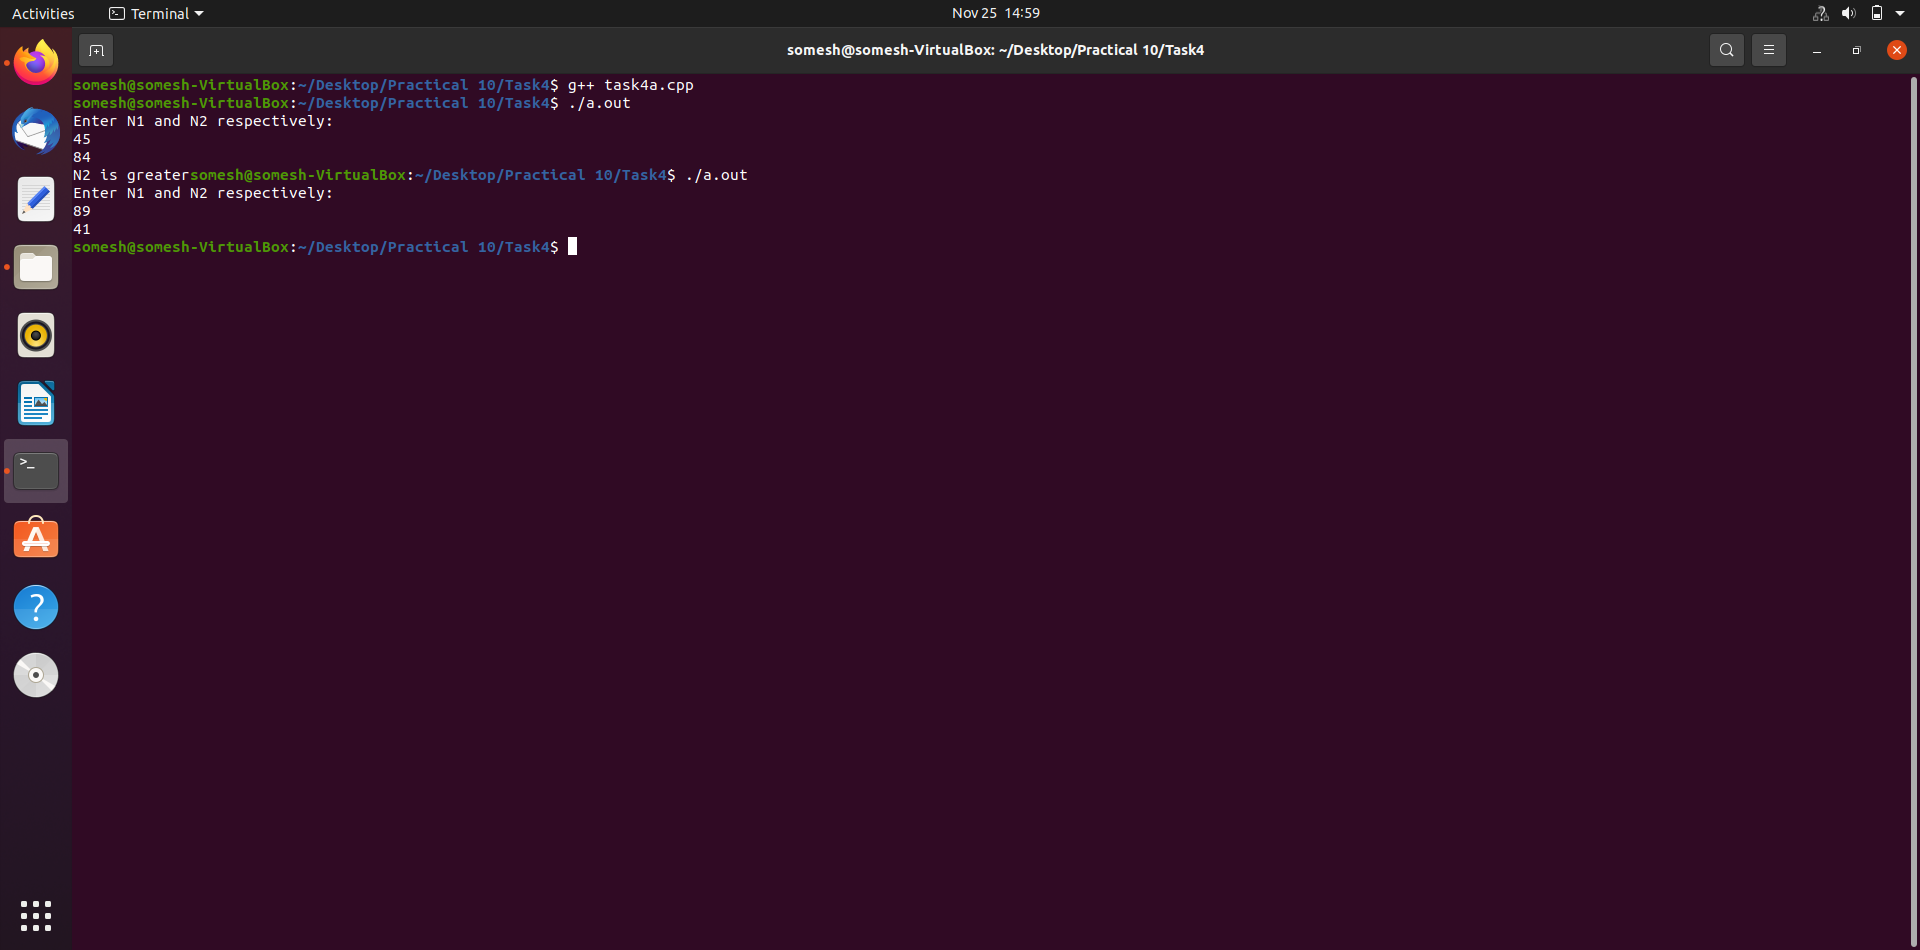 Activities Terminal Nov 25 14:59
somesh@somesh-VirtualBox: ~/Desktop/Practical 10/Task4
somesh@somesh-VirtualBox:~/Desktop/Practical 10/Task4$ g++ task4a.cpp
somesh@somesh-VirtualBox:~/Desktop/Practical 10/Task4$ ./a.out
Enter N1 and N2 respectively:
45
84
N2 is greatersomesh@somesh-VirtualBox:~/Desktop/Practical 10/Task4$ ./a.out
Enter N1 and N2 respectively:
89
41
somesh@somesh-VirtualBox:~/Desktop/Practical 10/Task4$